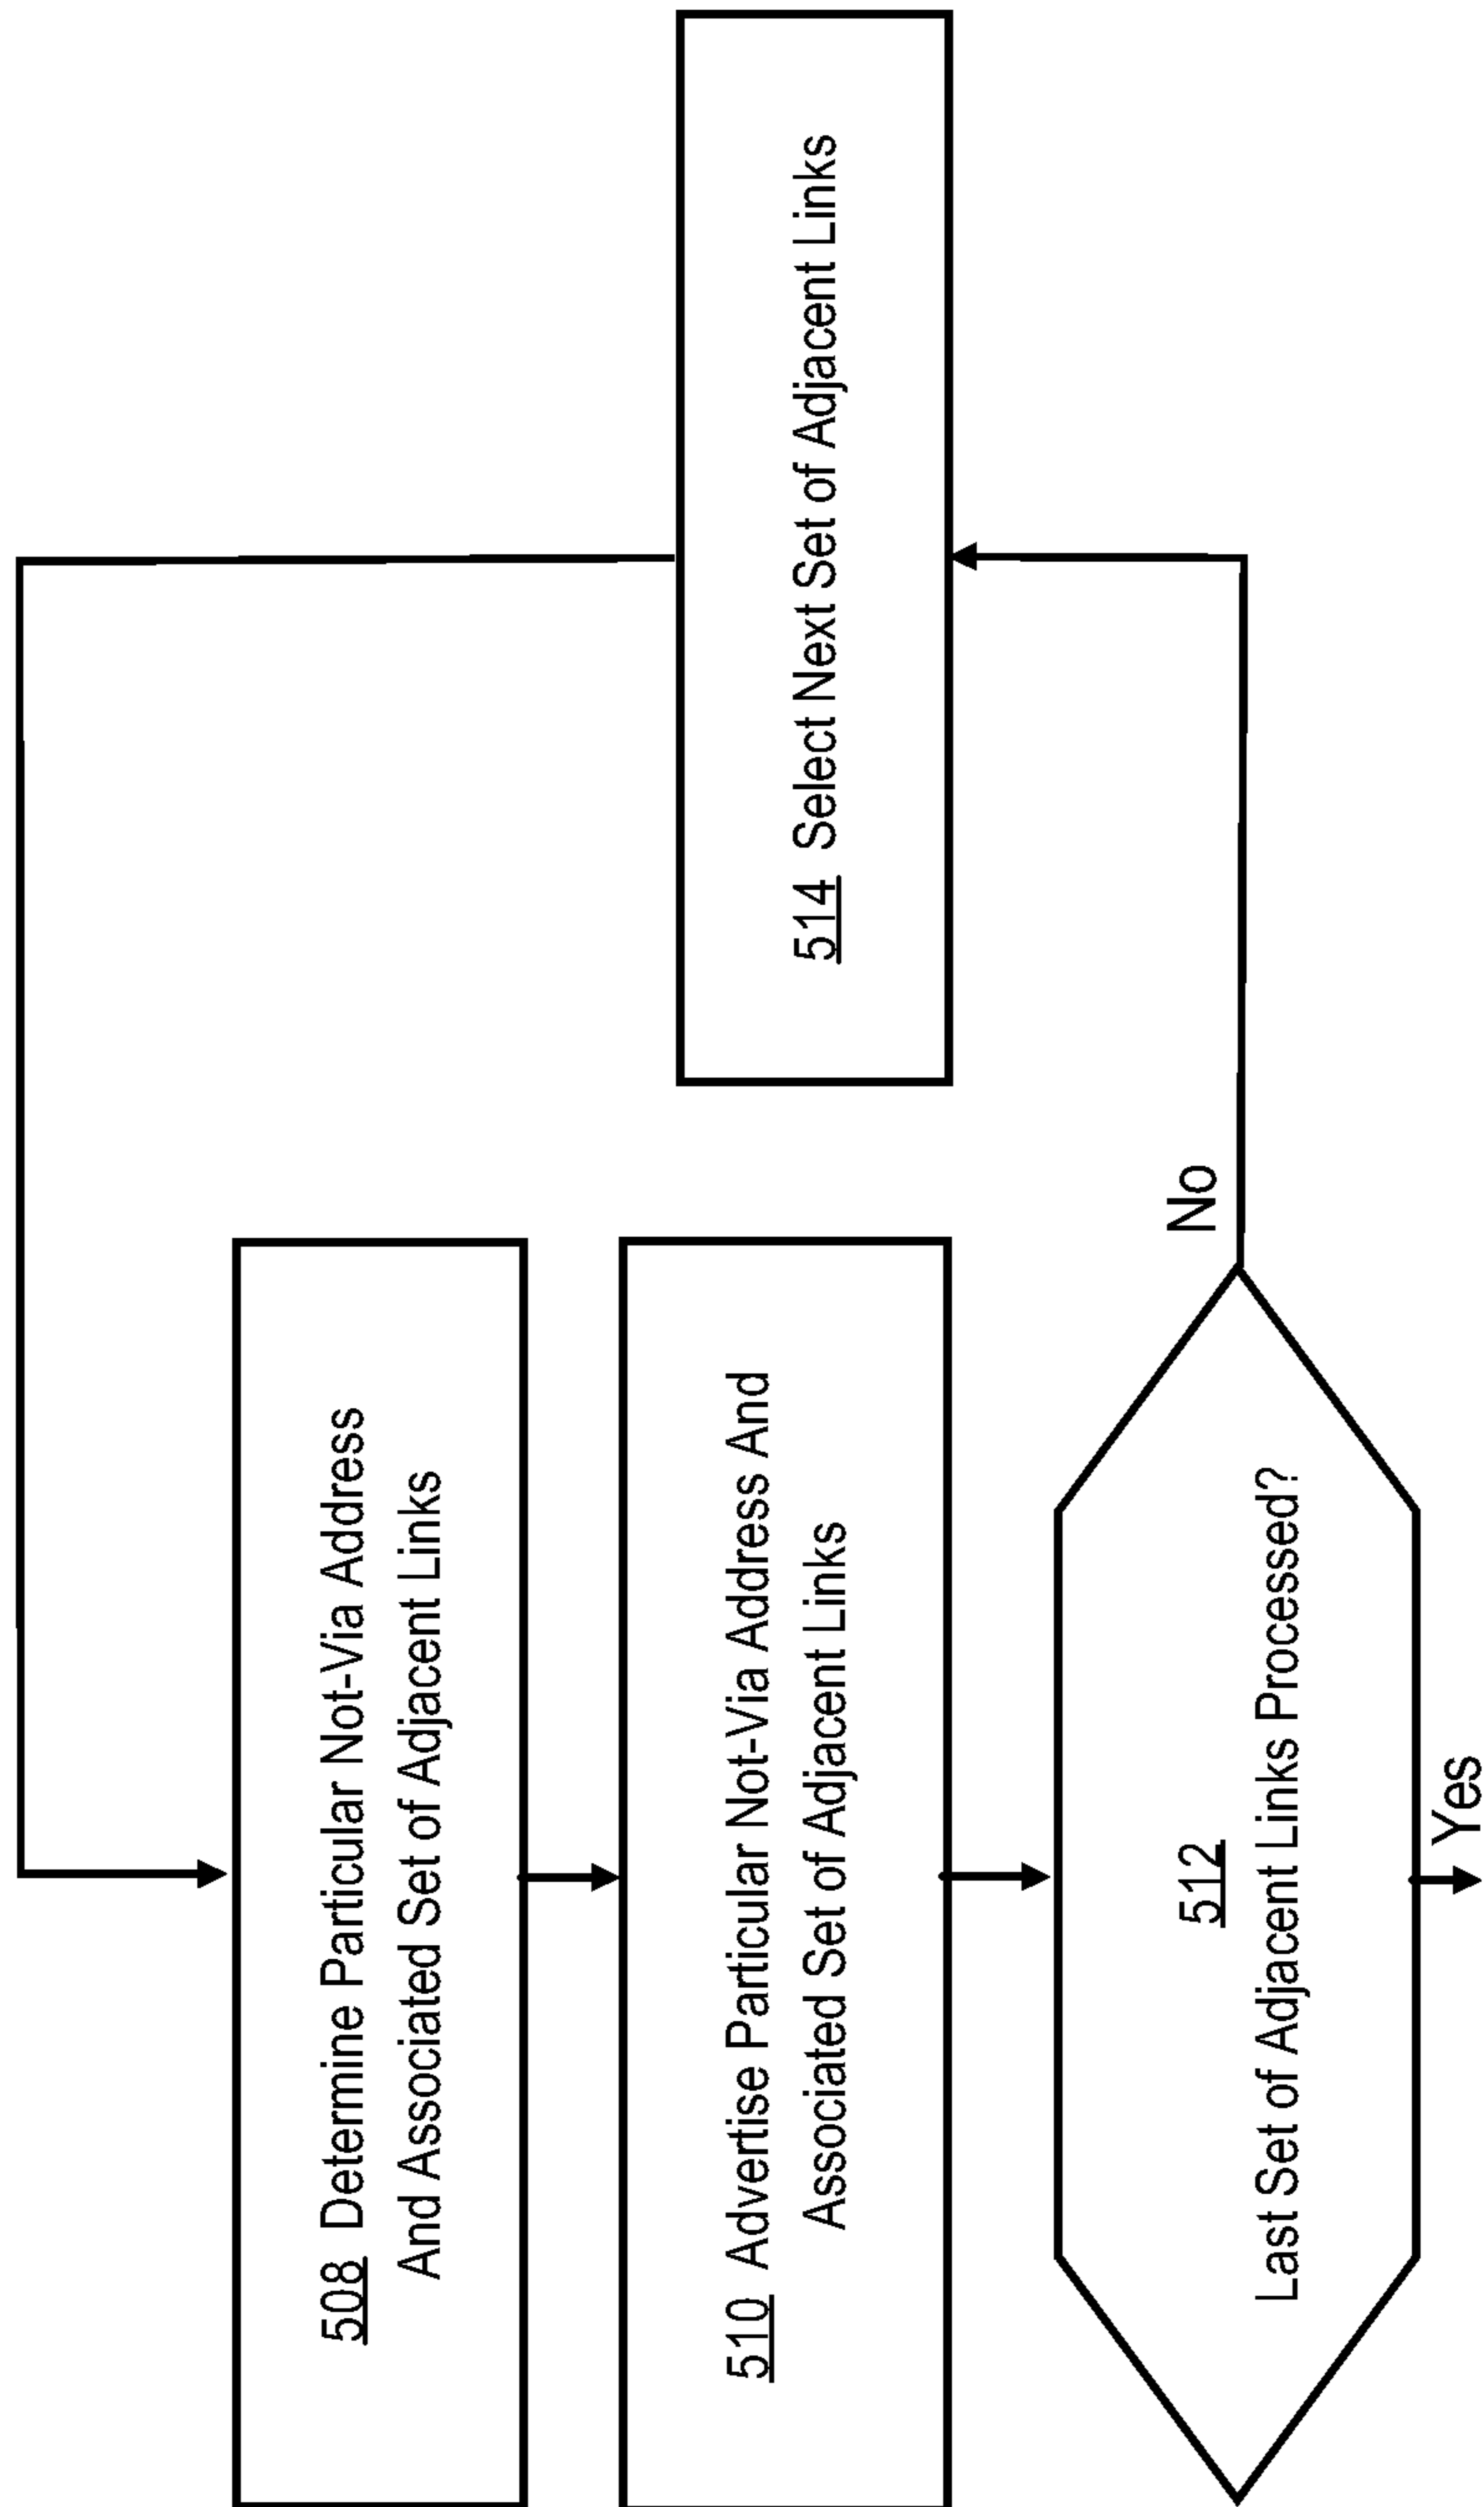 508 Determine Particular Not-Via Address
And Associated Set of Adjacent Links
510 Advertise Particular Not-Via Address And
Associated Set of Adjacent Links
512
Last Set of Adjacent Links Processed?
No
Yes
514 Select Next Set of Adjacent Links